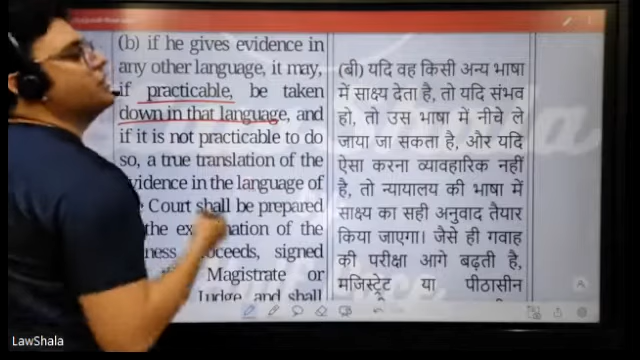 (b) if he gives evidence in
any other language, it may,
if practicable, be taken
down in that language, and
if it is not practicable to do
so, a true translation of the
evidence in the language of
Court shall be prepared
the examination of the
proceeds, signed
Magistrate or
Judge, and shall
(बी) यदि वह किसी अन्य भाषा
में साक्ष्य देता है, तो यदि संभव
हो, तो उस भाषा में नीचे ले
जाया जा सकता है, और यदि
ऐसा करना व्यावहारिक नहीं
है, तो न्यायालय की भाषा में
साक्ष्य का सही अनुवाद तैयार
किया जाएगा। जैसे ही गवाह
की परीक्षा आगे बढ़ती है,
मजिस्ट्रेट या पीठासीन
LawShala